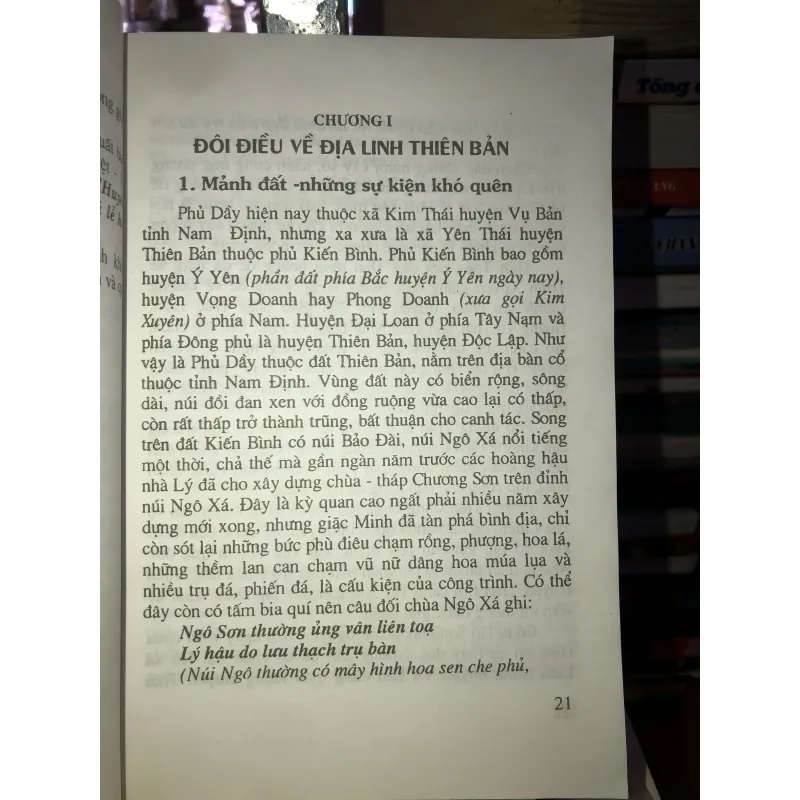 CHƯƠNG I
ĐÔI ĐIỀU VỀ ĐỊA LINH THIÊN BẢN
1. Mảnh đất -những sự kiện khó quên
Phủ Dầy hiện nay thuộc xã Kim Thái huyện Vụ Bản
tỉnh Nam Định, nhưng xa xưa là xã Yên Thái huyện
Thiên Bản thuộc phủ Kiến Bình. Phủ Kiến Bình bao gồm
huyện Ý Yên (phần đất phía Bắc huyện Ý Yên ngày nay),
huyện Vọng Doanh hay Phong Doanh (xưa gọi Kim
Xuyên) ở phía Nam. Huyện Đại Loan ở phía Tây Nam và
phía Đông phủ là huyện Thiên Bản, huyện Độc Lập. Như
vậy là Phủ Dầy thuộc đất Thiên Bản, nằm trên địa bàn cổ
thuộc tỉnh Nam Định. Vùng đất này có biển rộng, sông
dài, núi đồi đan xen với đồng ruộng vừa cao lại có thấp,
còn rất thấp trở thành trũng, bất thuận cho canh tác. Song
trên đất Kiến Bình có núi Bảo Đài, núi Ngô Xá nổi tiếng
một thời, chả thế mà gần ngàn năm trước các hoàng hậu
nhà Lý đã cho xây dựng chùa - tháp Chương Sơn trên đỉnh
núi Ngô Xá. Đây là kỳ quan cao ngất phải nhiều năm xây
dựng mới xong, nhưng giặc Minh đã tàn phá bình địa, chỉ
còn sót lại những bức phù điêu chạm rồng, phượng, hoa lá,
những thềm lan can chạm vũ nữ dâng hoa múa lụa và
nhiều trụ đá, phiến đá, là cấu kiện của công trình. Có thể
đây còn có tấm bia quí nên câu đối chùa Ngô Xá ghi:
Ngô Sơn thường ủng vân liên toạ
Lý hậu do lưu thạch trụ bàn
(Núi Ngô thường có mây hình hoa sen che phủ,
21
Tông